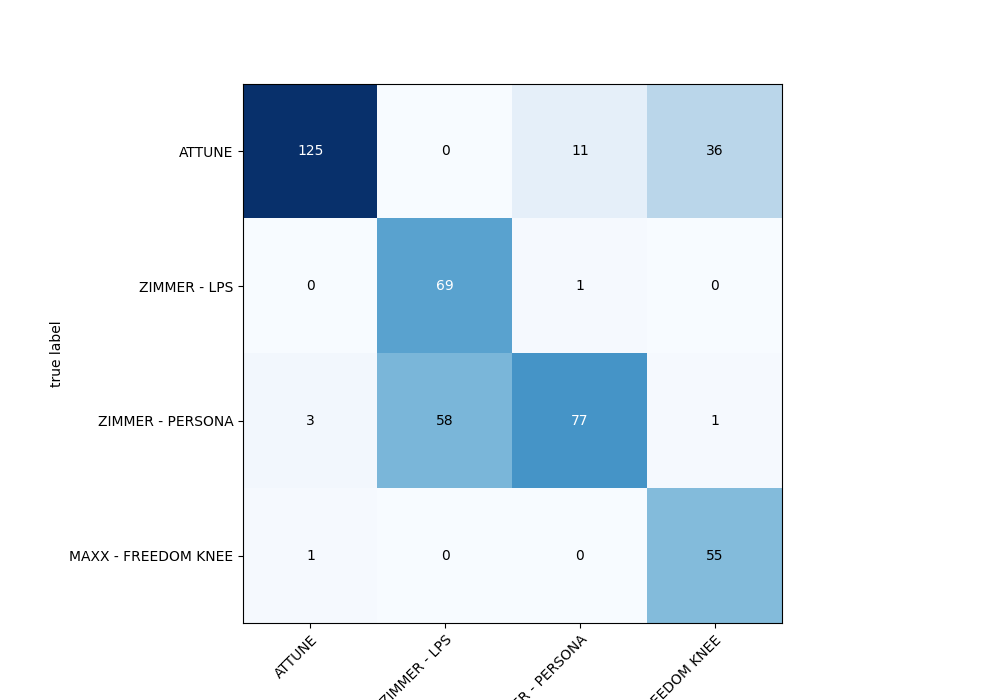 ATTUNE 125 0 11 36
ZIMMER - LPS 0 69 1 0
true label
ZIMMER - PERSONA 3 58 77 1
MAXX - FREEDOM KNEE 1 0 0 55
ATTUNE
ZIMMER - LPS
- PERSONA
KNEE